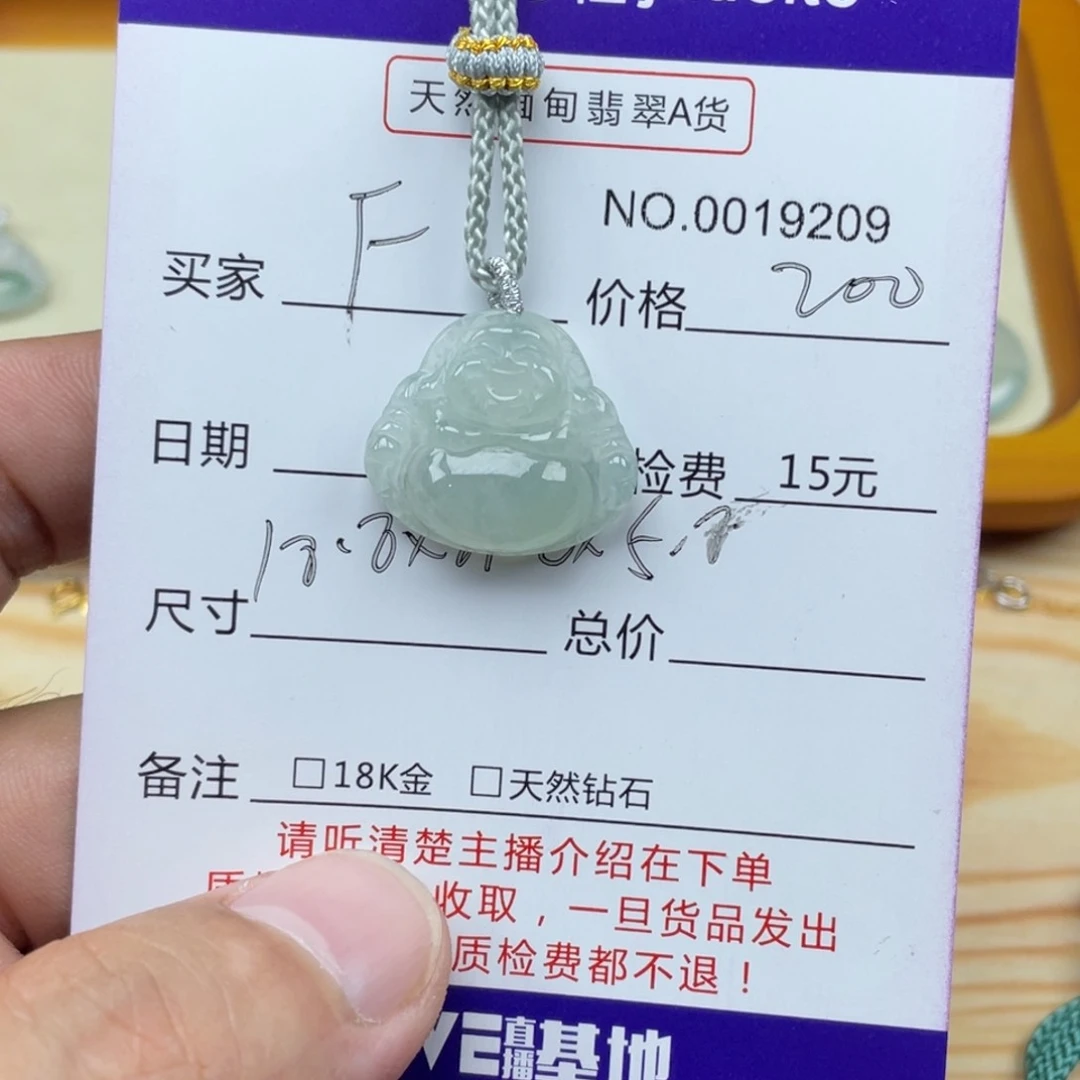 天然缅甸翡翠A货
NO.0019209
买家 F 价格 200
日期 检费 15元
尺寸 总价
备注 □18K金 □天然钻石
请听清楚主播介绍在下单
收取，一旦货品发出
质检费都不退！
直播基地